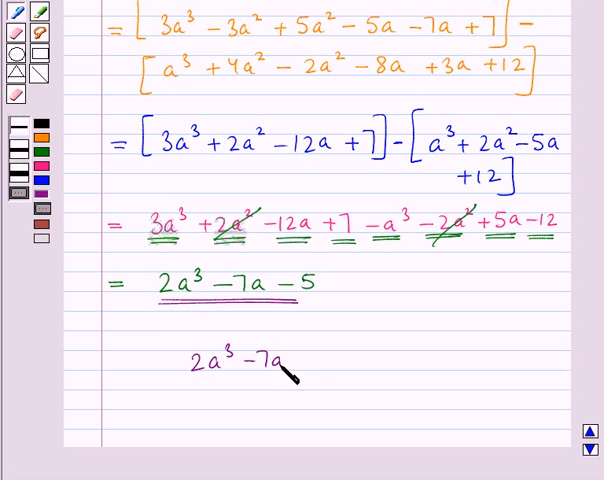 = [3a³ - 3a² + 5a² - 5a - 7a + 7] -
[a³ + 4a² - 2a² - 8a + 3a + 12]
= [3a³ + 2a² - 12a + 7] - [a³ + 2a² - 5a
+ 12]
= 3a³ + 2a² - 12a + 7 - a³ - 2a² + 5a - 12
= 2a³ - 7a - 5
2a³ - 7a